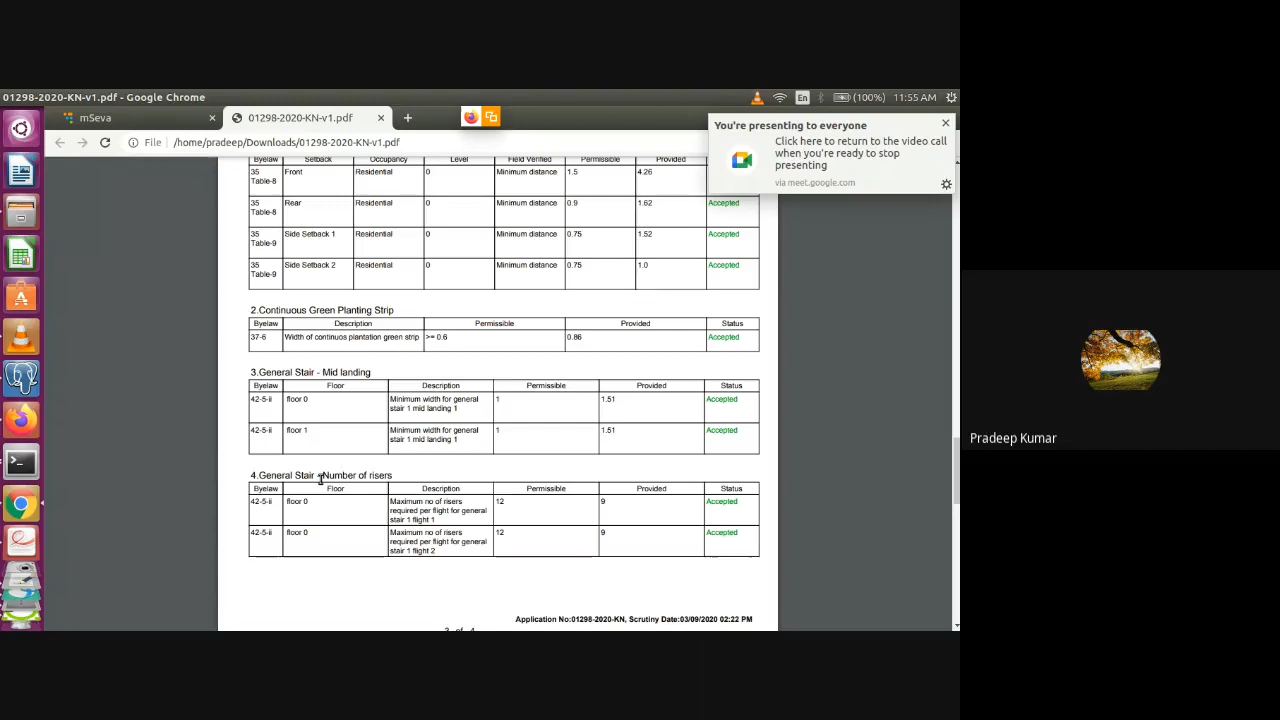 01298-2020-KN-v1.pdf - Google Chrome
En (100%) 11:55 AM
mSeva × 01298-2020-KN-v1.pdf × +
File /home/pradeep/Downloads/01298-2020-KN-v1.pdf
You're presenting to everyone
Click here to return to the video call
when you're ready to stop
presenting
via meet.google.com
Byelaw Setback Occupancy Level Field Verified Permissible Provided
35 Table-8 Front Residential 0 Minimum distance 1.5 4.26
35 Table-8 Rear Residential 0 Minimum distance 0.9 1.62 Accepted
35 Table-9 Side Setback 1 Residential 0 Minimum distance 0.75 1.52 Accepted
35 Table-9 Side Setback 2 Residential 0 Minimum distance 0.75 1.0 Accepted
2.Continuous Green Planting Strip
Byelaw Description Permissible Provided Status
37-6 Width of continuos plantation green strip >= 0.6 0.86 Accepted
3.General Stair - Mid landing
Byelaw Floor Description Permissible Provided Status
42-5-ii floor 0 Minimum width for general stair 1 mid landing 1 1 1.51 Accepted
42-5-ii floor 1 Minimum width for general stair 1 mid landing 1 1 1.51 Accepted
4.General Stair - Number of risers
Byelaw Floor Description Permissible Provided Status
42-5-ii floor 0 Maximum no of risers required per flight for general stair 1 flight 1 12 9 Accepted
42-5-ii floor 0 Maximum no of risers required per flight for general stair 1 flight 2 12 9 Accepted
Application No:01298-2020-KN, Scrutiny Date:03/09/2020 02:22 PM
Pradeep Kumar